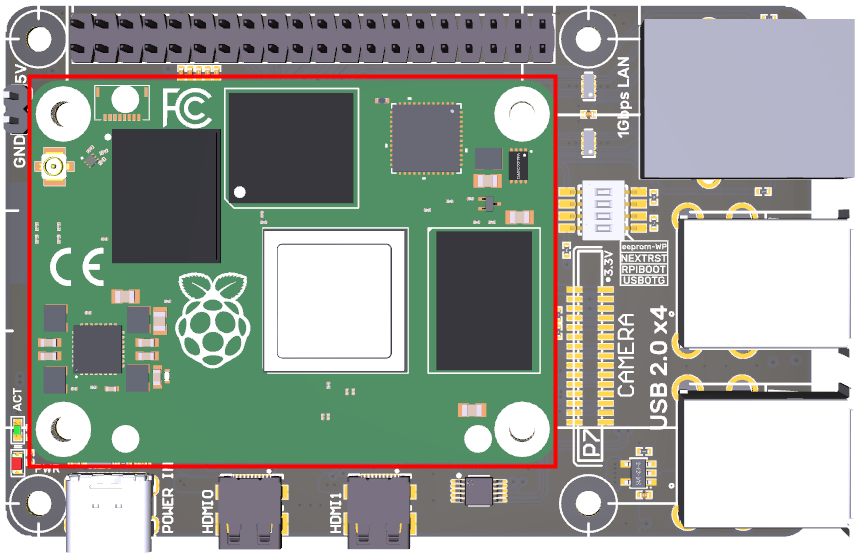 5V
GND
FC
CE
1Gbps LAN
eeprom-WP
NEXTRST
RPIBOOT
USBOTG
3.3V
CAMERA
USB 2.0 x4
P7
ACT
PWR
POWER IN
HDMI0
HDMI1